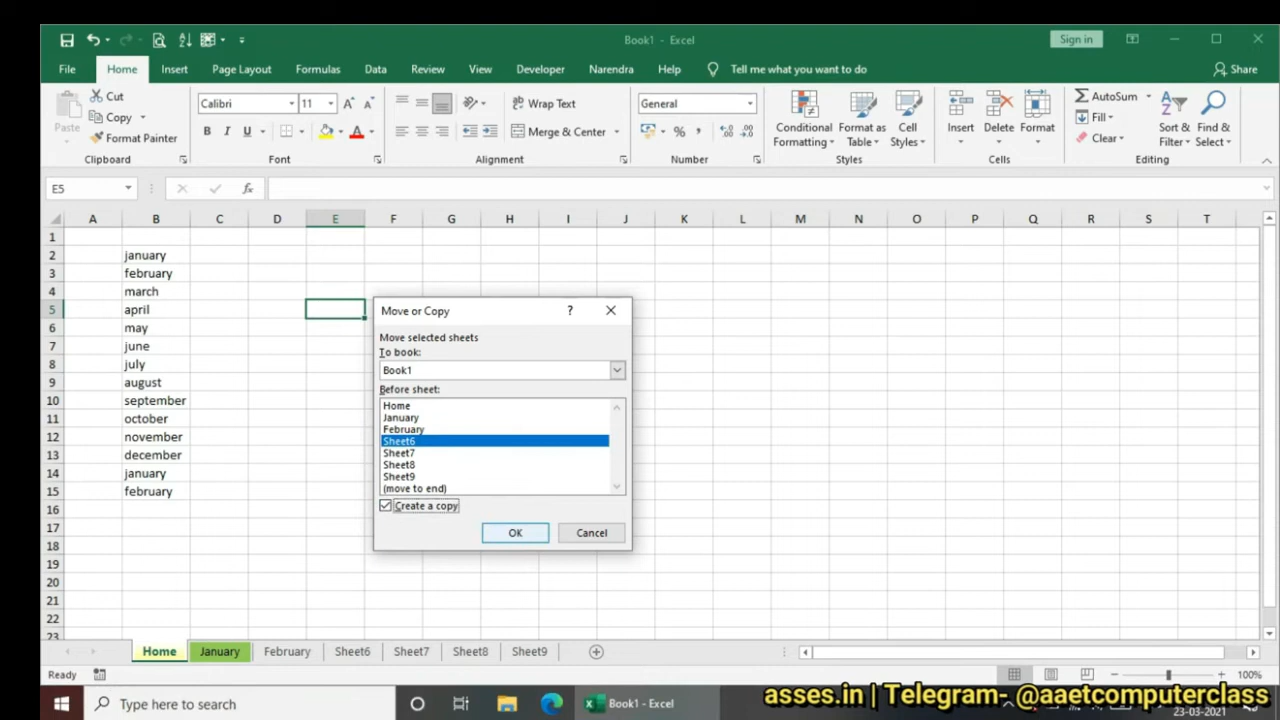 Book1 - Excel
Sign in
File Home Insert Page Layout Formulas Data Review View Developer Narendra Help Tell me what you want to do Share
Paste
Cut
Copy
Format Painter
Clipboard
Calibri 11
B I U
Font
Wrap Text
Merge & Center
Alignment
General
Number
Conditional Formatting
Format as Table
Cell Styles
Styles
Insert Delete Format
Cells
AutoSum
Fill
Clear
Sort & Filter
Find & Select
Editing
E5 fx
A B C D E F G H I J K L M N O P Q R S T
1
2 january
3 february
4 march
5 april
6 may
7 june
8 july
9 august
10 september
11 october
12 november
13 december
14 january
15 february
16
17
18
19
20
21
22
23
Move or Copy ?
Move selected sheets
To book:
Book1
Before sheet:
Home
January
February
Sheet6
Sheet7
Sheet8
Sheet9
(move to end)
Create a copy
OK Cancel
Home January February Sheet6 Sheet7 Sheet8 Sheet9
Ready 100%
Type here to search
Book1 - Excel
asses.in | Telegram- @aaetcomputerclass
23-03-2021